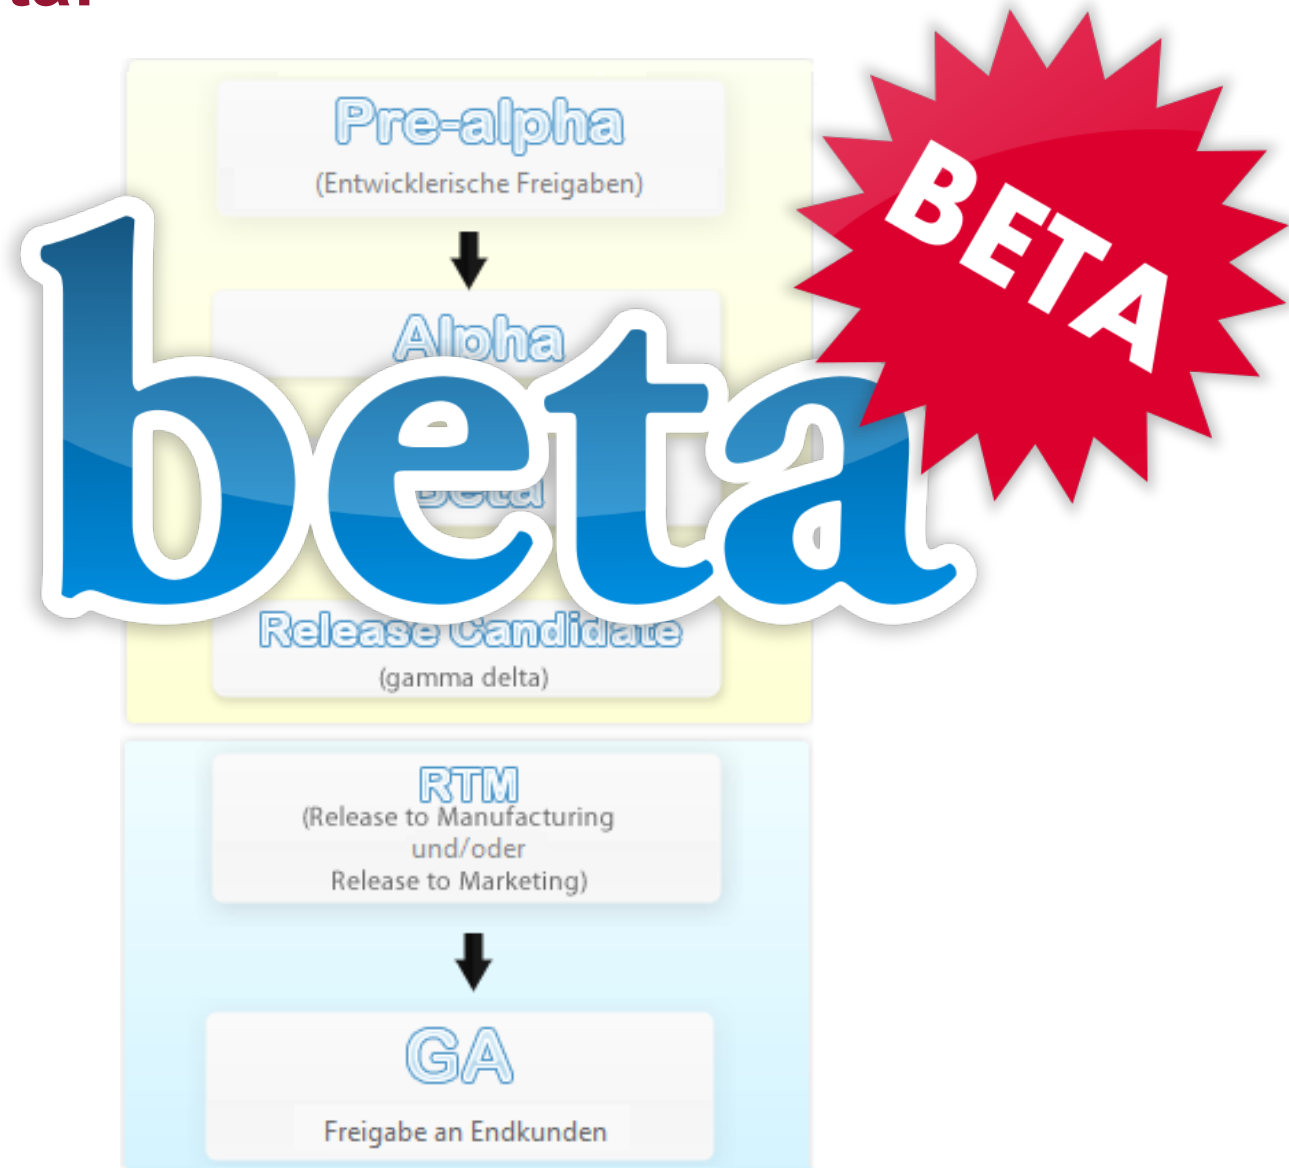 Pre-alpha
(Entwicklerische Freigaben)
BETA
Alpha
beta
Beta
Release Candidate
(gamma delta)
RTM
(Release to Manufacturing
und/oder
Release to Marketing)
GA
Freigabe an Endkunden